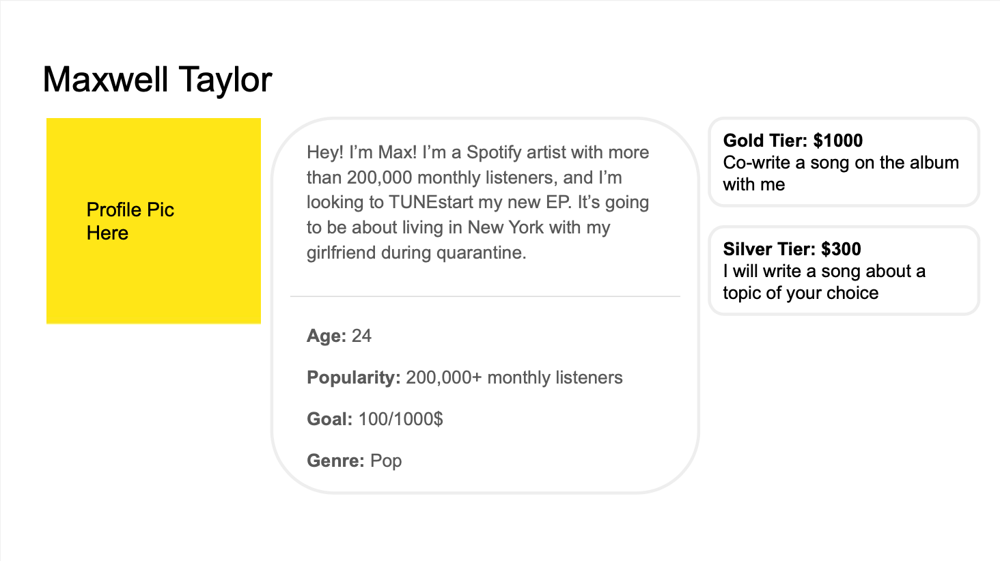 Maxwell Taylor
Profile Pic
Here
Hey! I’m Max! I’m a Spotify artist with more
than 200,000 monthly listeners, and I’m
looking to TUNEstart my new EP. It’s going
to be about living in New York with my
girlfriend during quarantine.
Age: 24
Popularity: 200,000+ monthly listeners
Goal: 100/1000$
Genre: Pop
Gold Tier: $1000
Co-write a song on the album
with me
Silver Tier: $300
I will write a song about a
topic of your choice